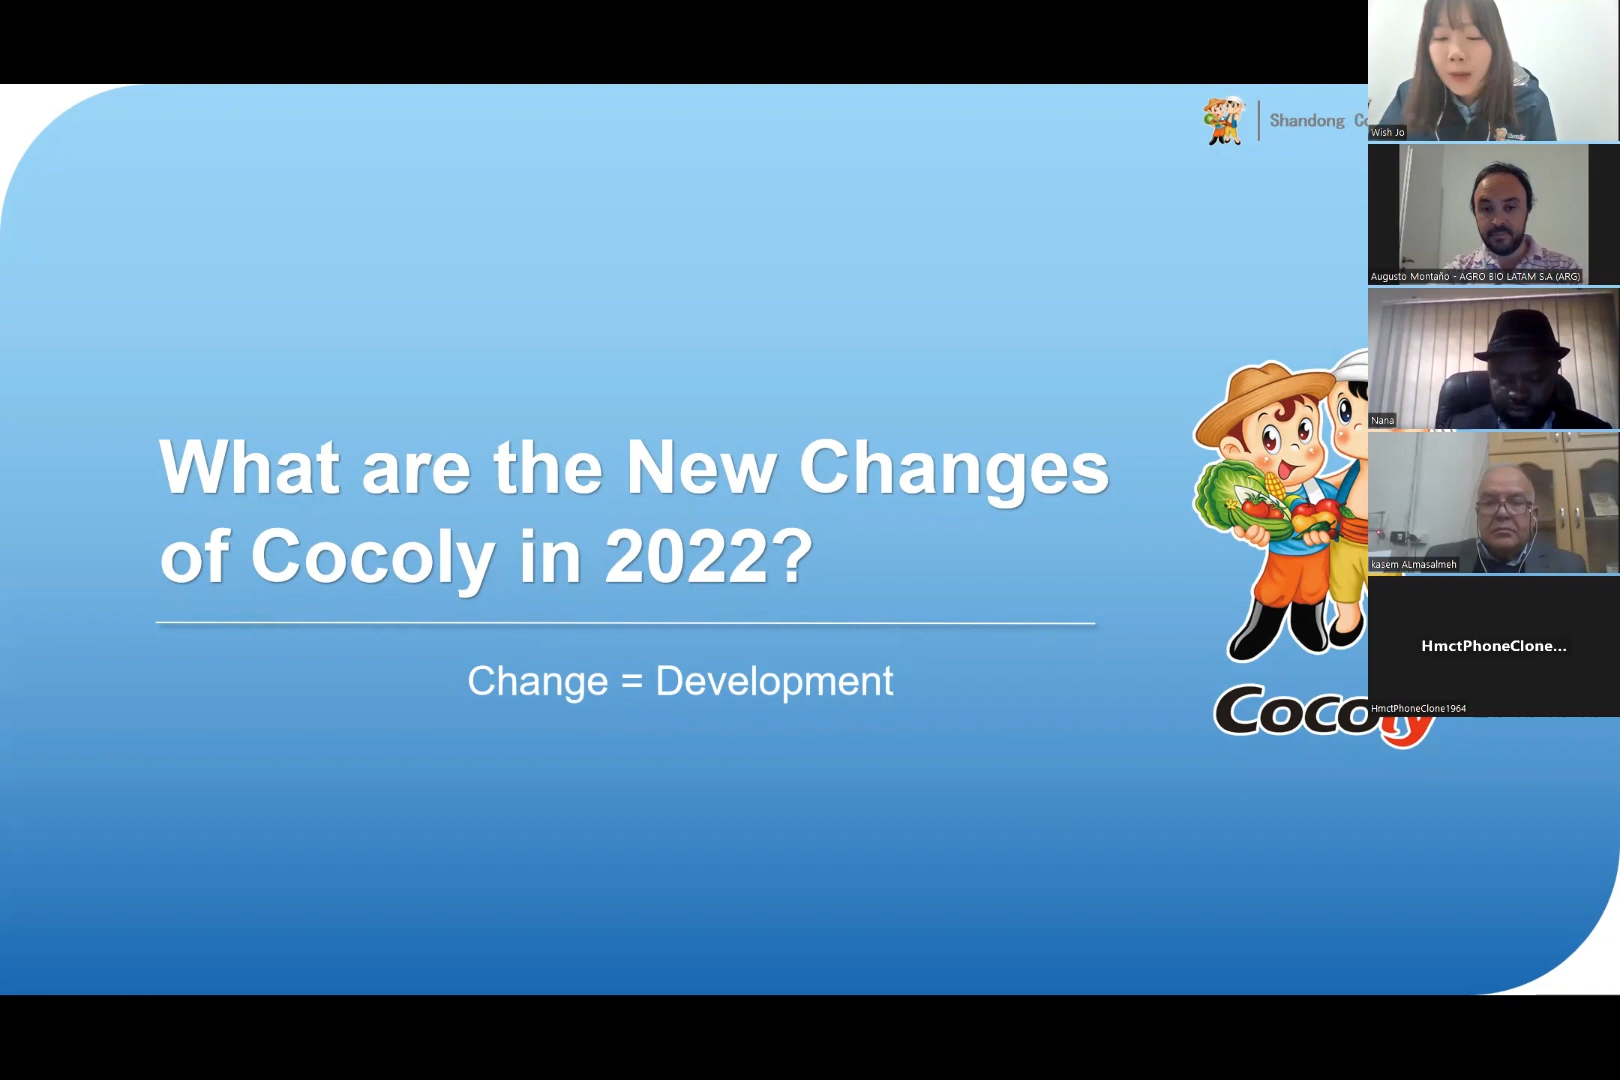 Shandong
What are the New Changes
of Cocoly in 2022?
Change = Development
Cocoly
Wish Jo
Augusto Montaño - AGRO BIO LATAM S.A (ARG)
Nana
kasem ALmasalmeh
HmctPhoneClone...
HmctPhoneClone1964